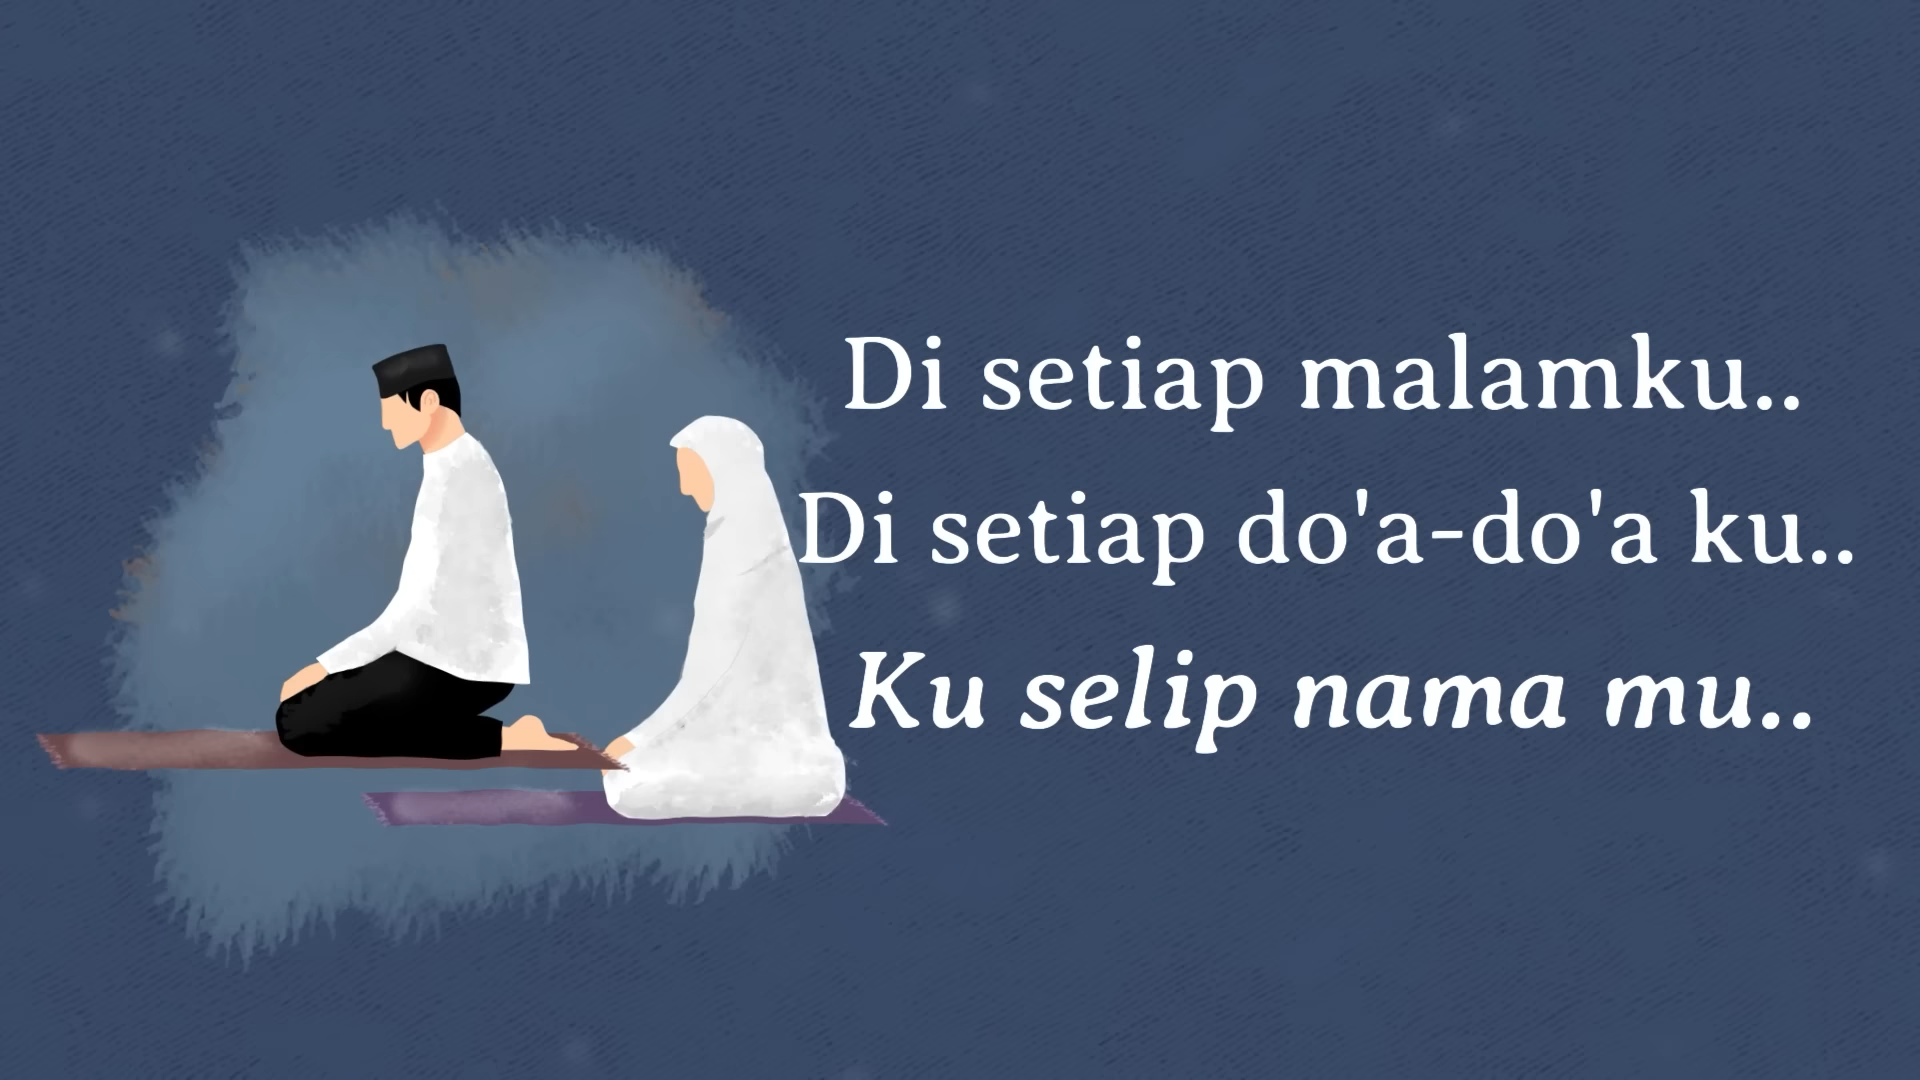 Di setiap malamku..
Di setiap do'a-do'a ku..
Ku selip nama mu..